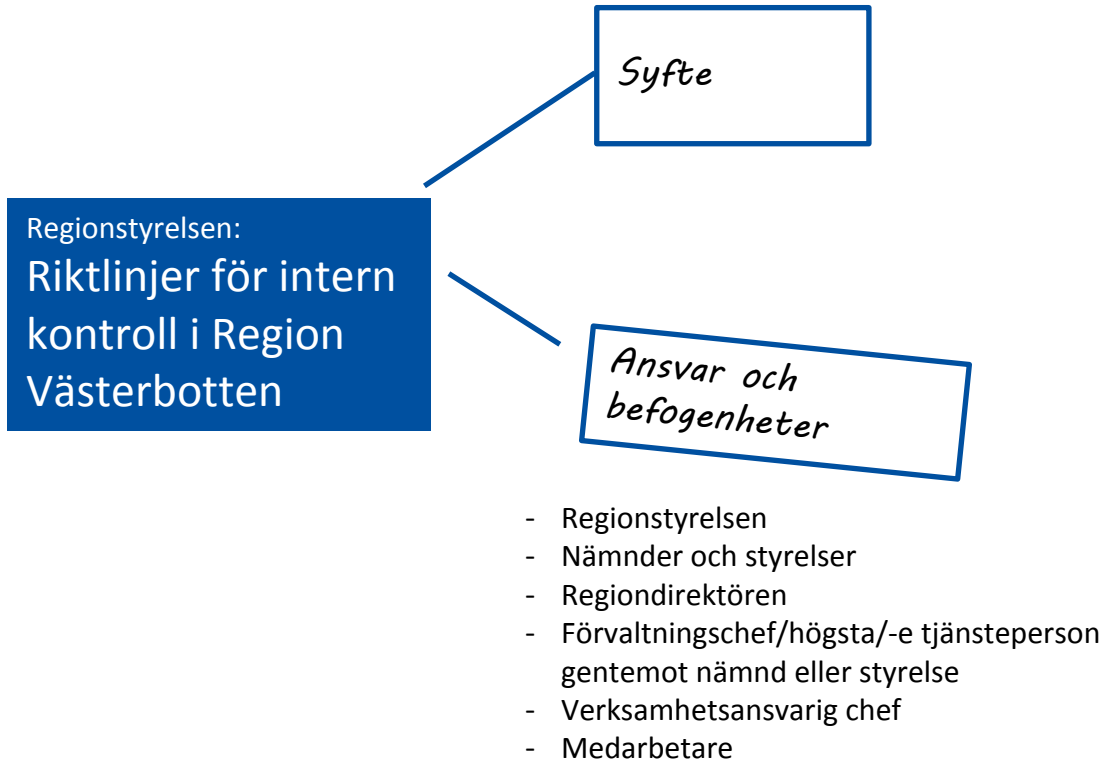 Syfte
Regionstyrelsen:
Riktlinjer för intern
kontroll i Region
Västerbotten
Ansvar och
befogenheter
- Regionstyrelsen
- Nämnder och styrelser
- Regiondirektören
- Förvaltningschef/högsta/-e tjänsteperson
gentemot nämnd eller styrelse
- Verksamhetsansvarig chef
- Medarbetare